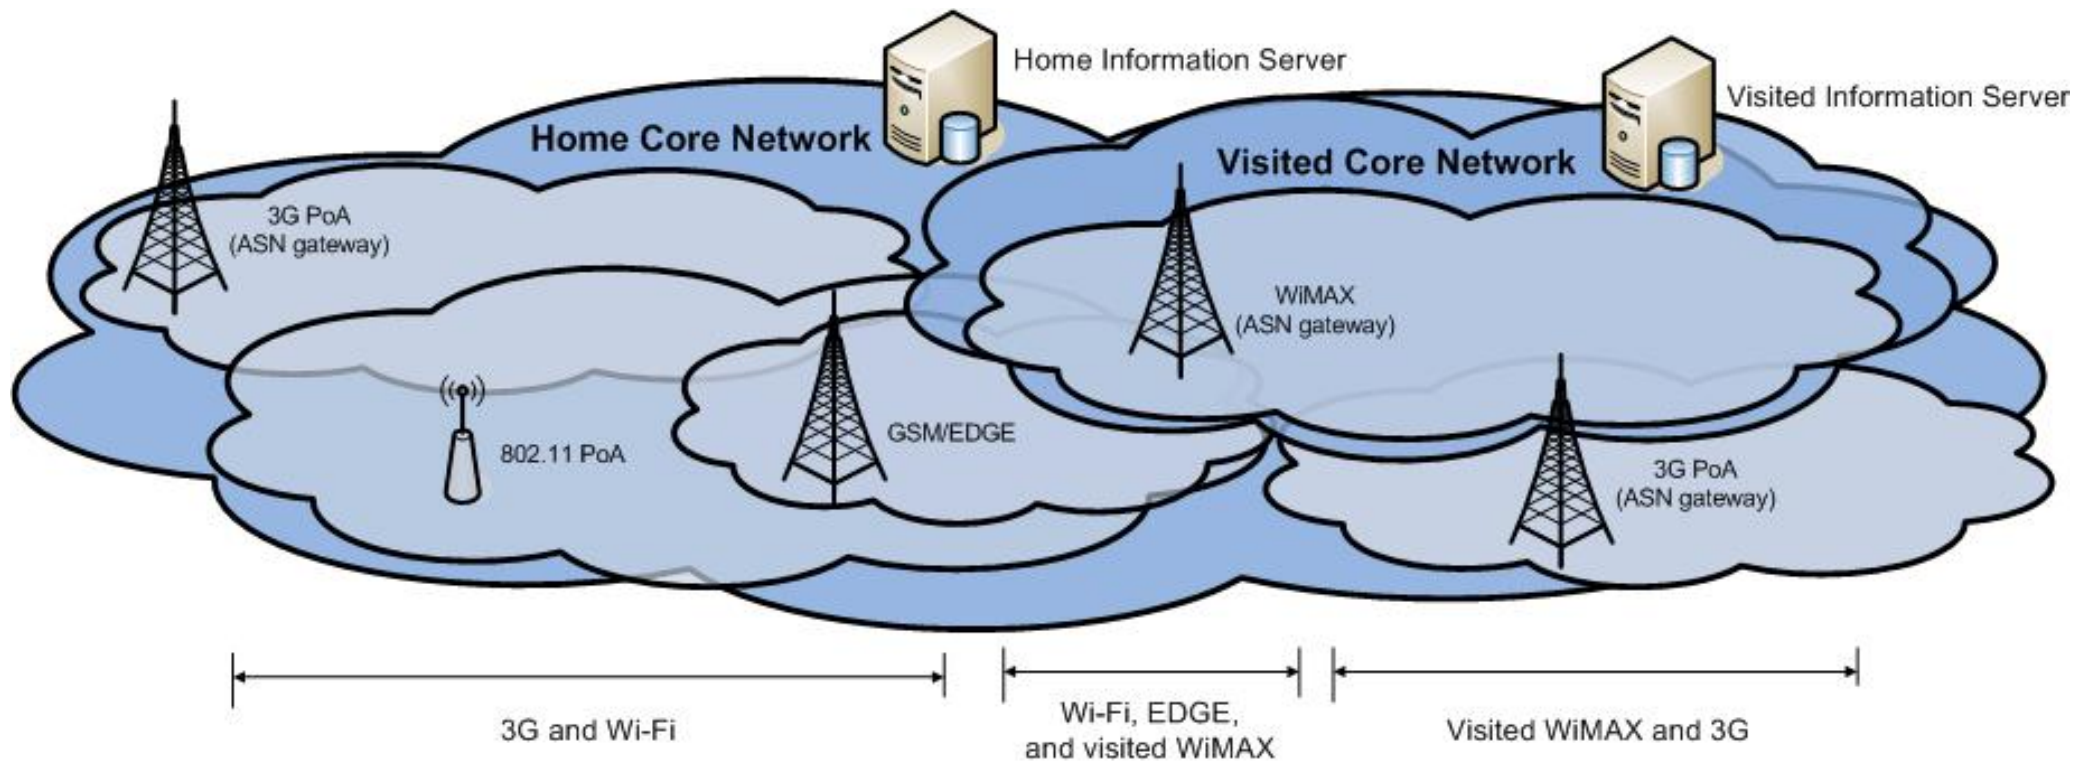 Home Information Server
Visited Information Server
Home Core Network
Visited Core Network
3G PoA
(ASN gateway)
WiMAX
(ASN gateway)
GSM/EDGE
802.11 PoA
3G PoA
(ASN gateway)
3G and Wi-Fi
Wi-Fi, EDGE,
and visited WiMAX
Visited WiMAX and 3G